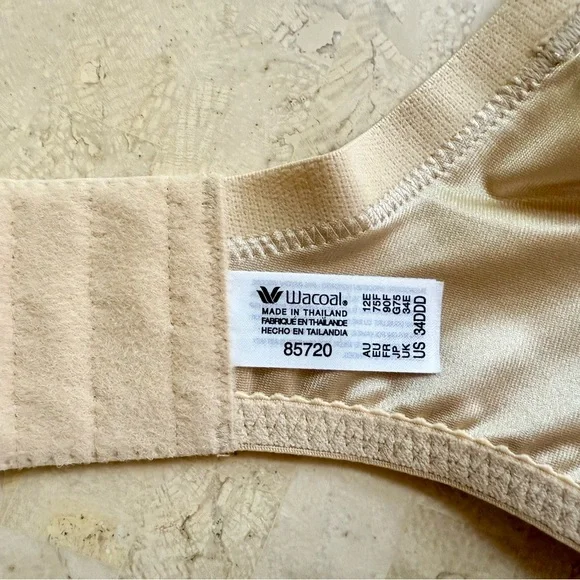 Wacoal®
MADE IN THAILAND
FABRIQUÉ EN THAÏLANDE
HECHO EN TAILANDIA
85720
AU 12E
EU 75F
FR 90F
JP G75
UK 34E
US 34DDD